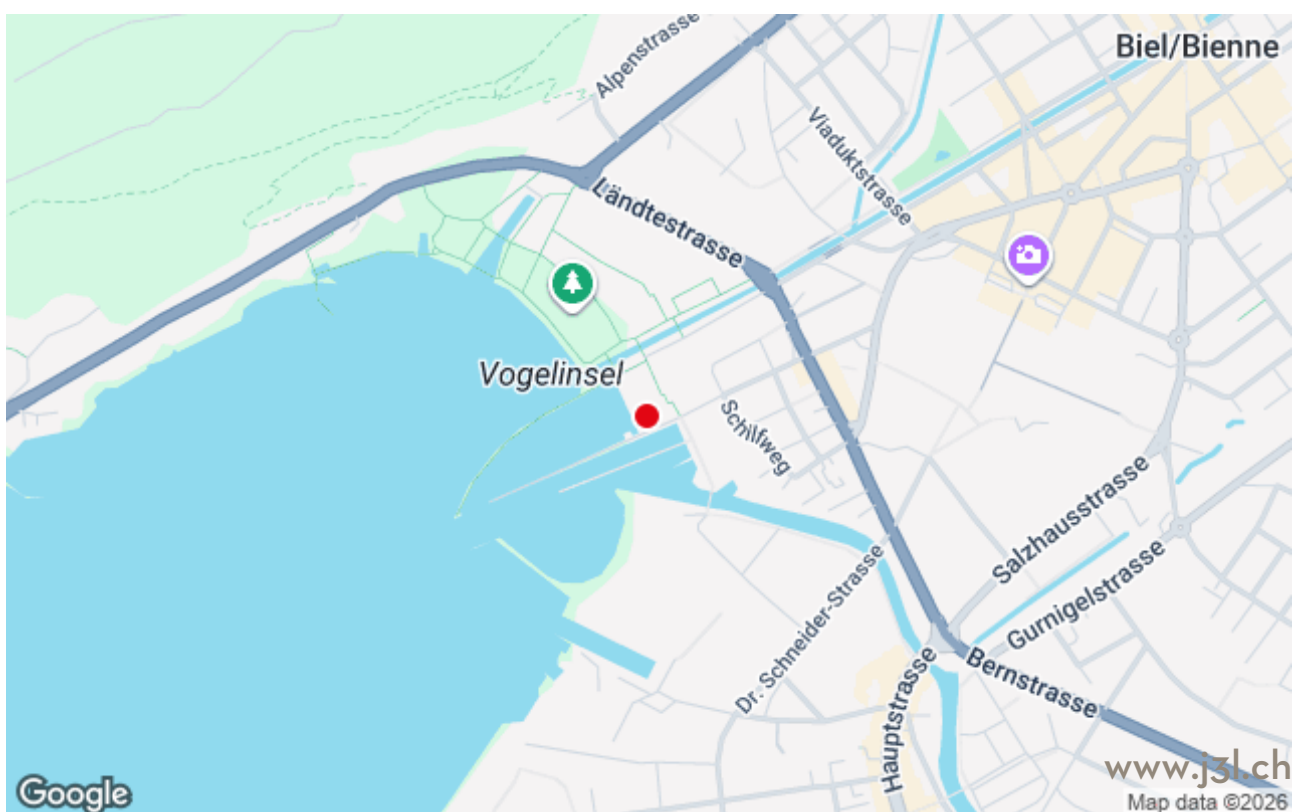 Biel/Bienne
Alpenstrasse
Viaduktstrasse
Ländtestrasse
Vogelinsel
Schilfweg
Salzhausstrasse
Gurnigelstrasse
Dr. Schneider-Strasse
Hauptstrasse
Bernstrasse
www.j3l.ch
Google
Map data ©2026